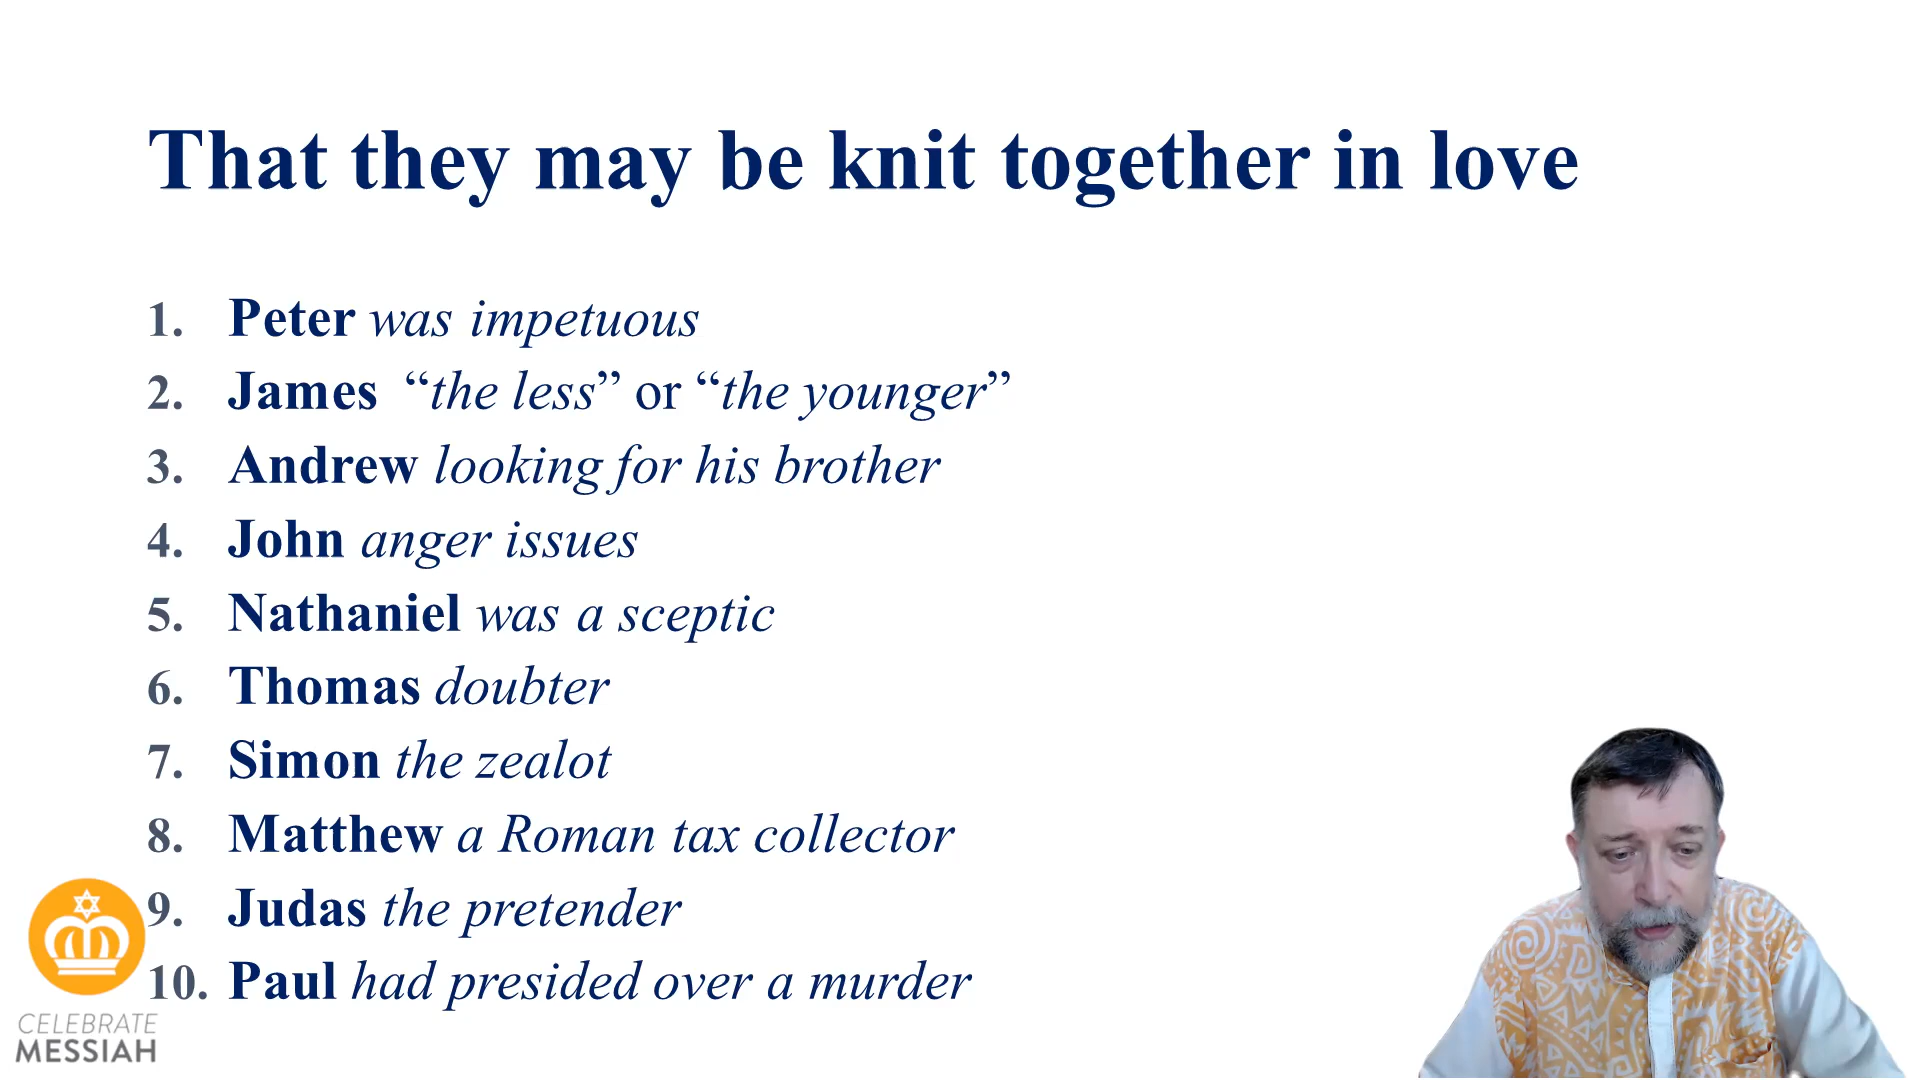 That they may be knit together in love
1. Peter was impetuous
2. James “the less” or “the younger”
3. Andrew looking for his brother
4. John anger issues
5. Nathaniel was a sceptic
6. Thomas doubter
7. Simon the zealot
8. Matthew a Roman tax collector
9. Judas the pretender
10. Paul had presided over a murder
CELEBRATE
MESSIAH